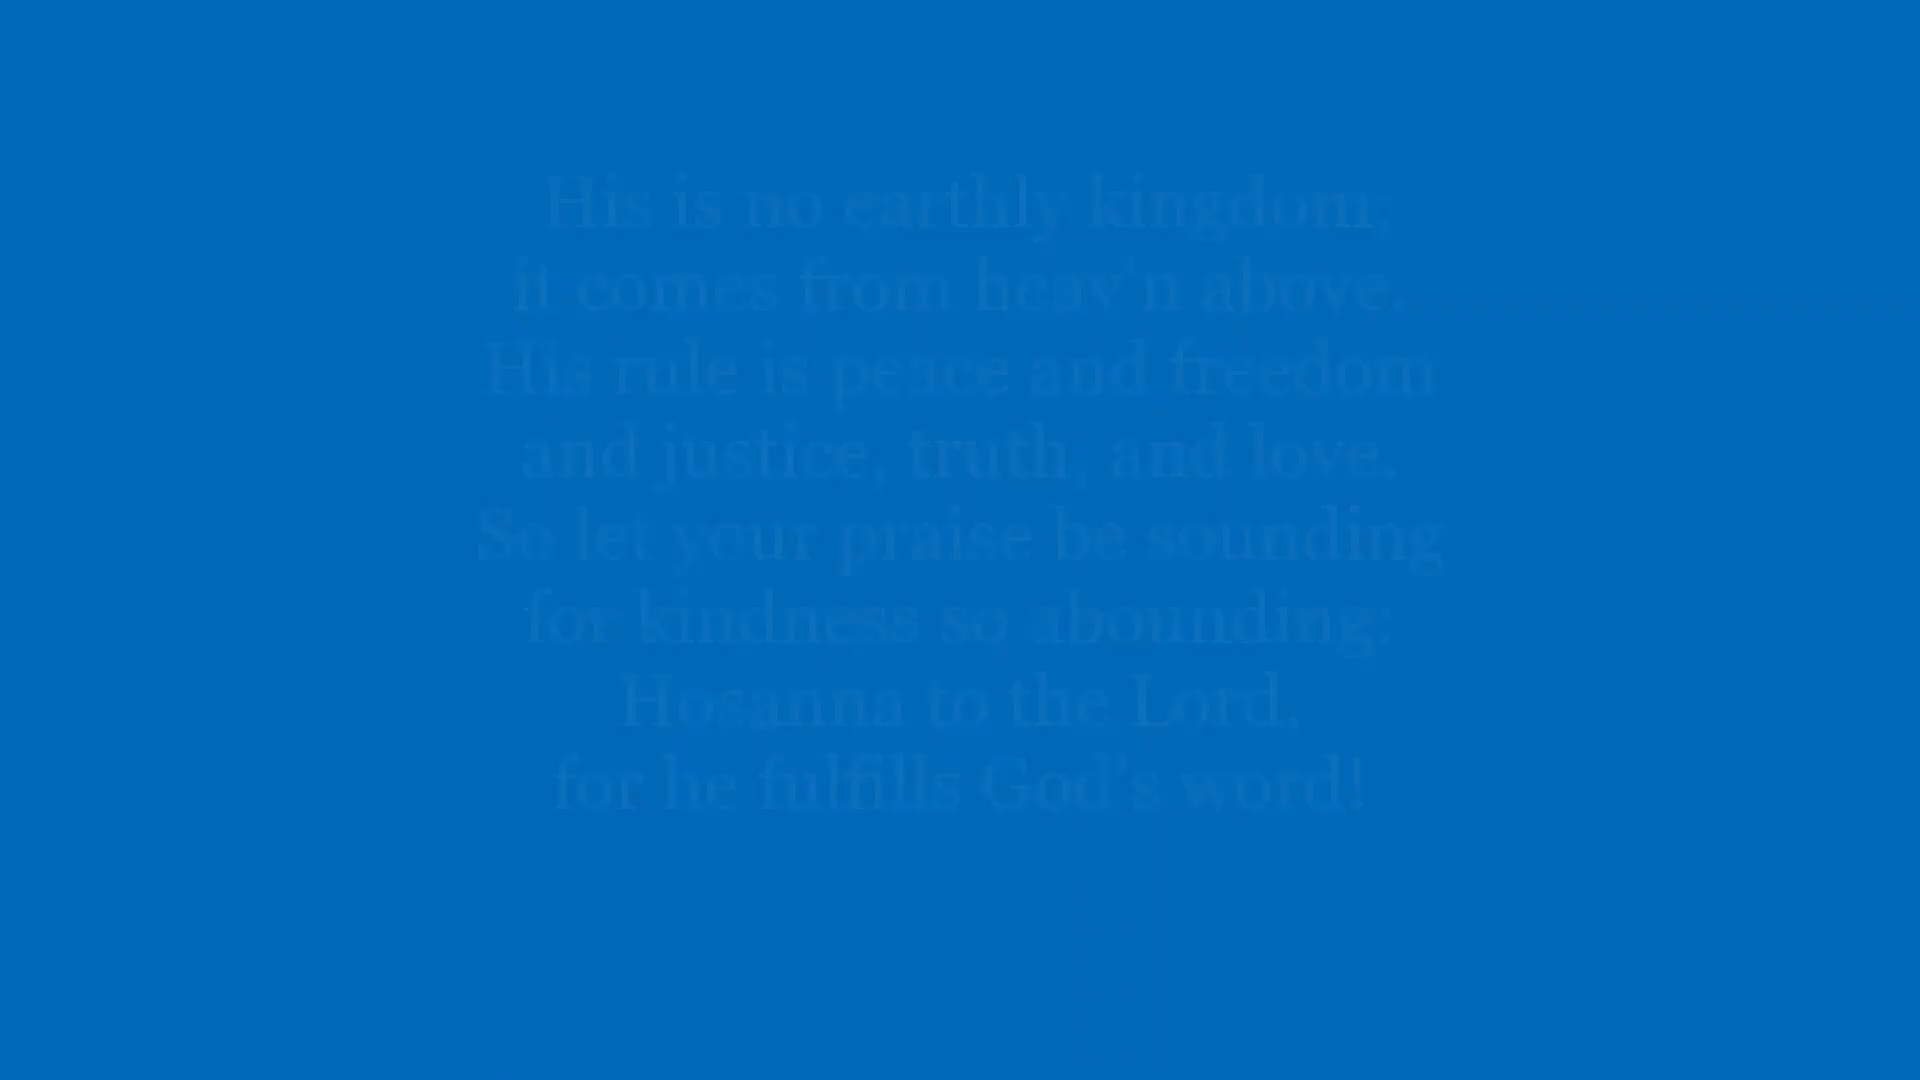 His is no earthly kingdom;
it comes from heav'n above.
His rule is peace and freedom
and justice, truth, and love.
So let your praise be sounding
for kindness so abounding:
Hosanna to the Lord,
for he fulfills God's word!